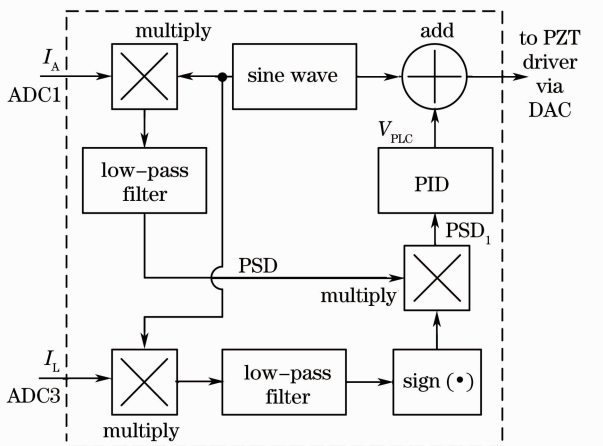 multiply
add
I_A
ADC1
sine wave
to PZT
driver
via
DAC
V_PLC
low-pass
filter
PID
PSD_1
PSD
multiply
I_L
ADC3
low-pass
filter
sign (•)
multiply